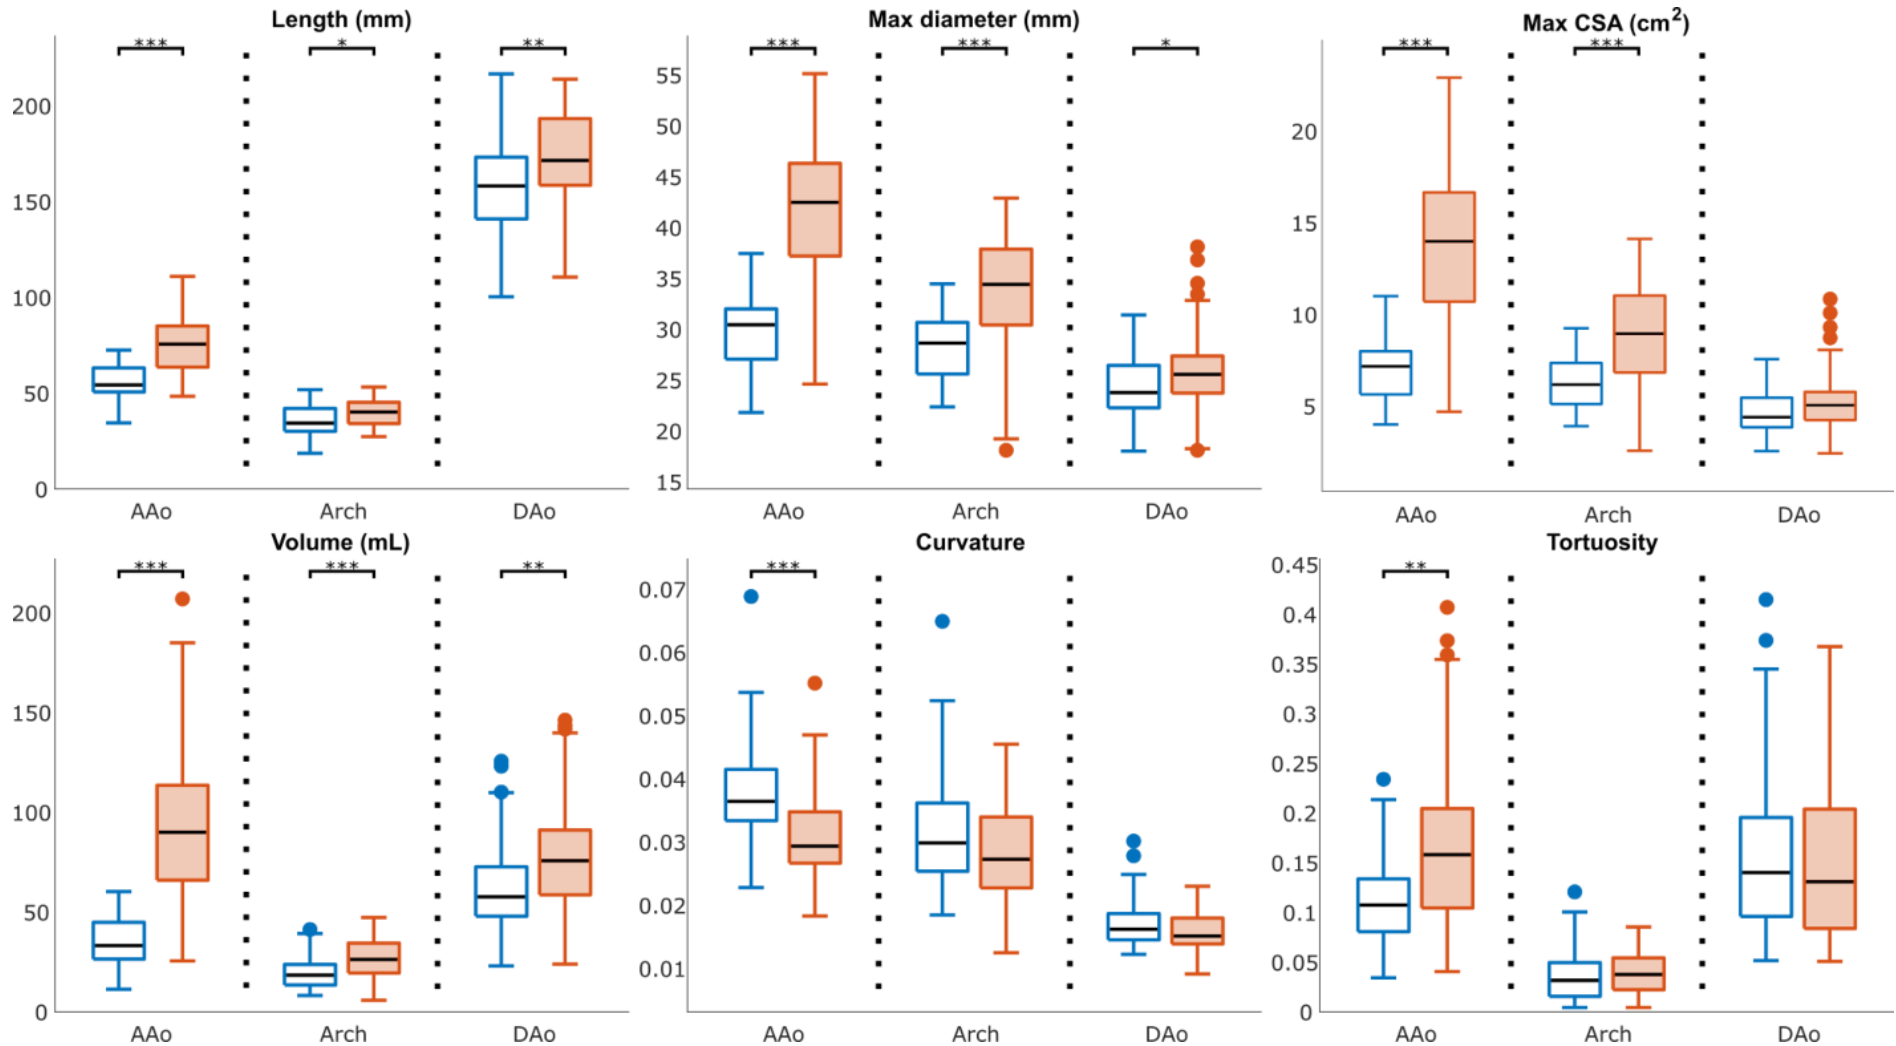 Length (mm)
Max diameter (mm)
Max CSA (cm²)
*** * **
*** *** *
*** ***
200
150
100
50
0
55
50
45
40
35
30
25
20
15
20
15
10
5
AAo Arch DAo
AAo Arch DAo
AAo Arch DAo
Volume (mL)
Curvature
Tortuosity
*** *** **
***
**
200
150
100
50
0
0.07
0.06
0.05
0.04
0.03
0.02
0.01
0.45
0.4
0.35
0.3
0.25
0.2
0.15
0.1
0.05
0
AAo Arch DAo
AAo Arch DAo
AAo Arch DAo